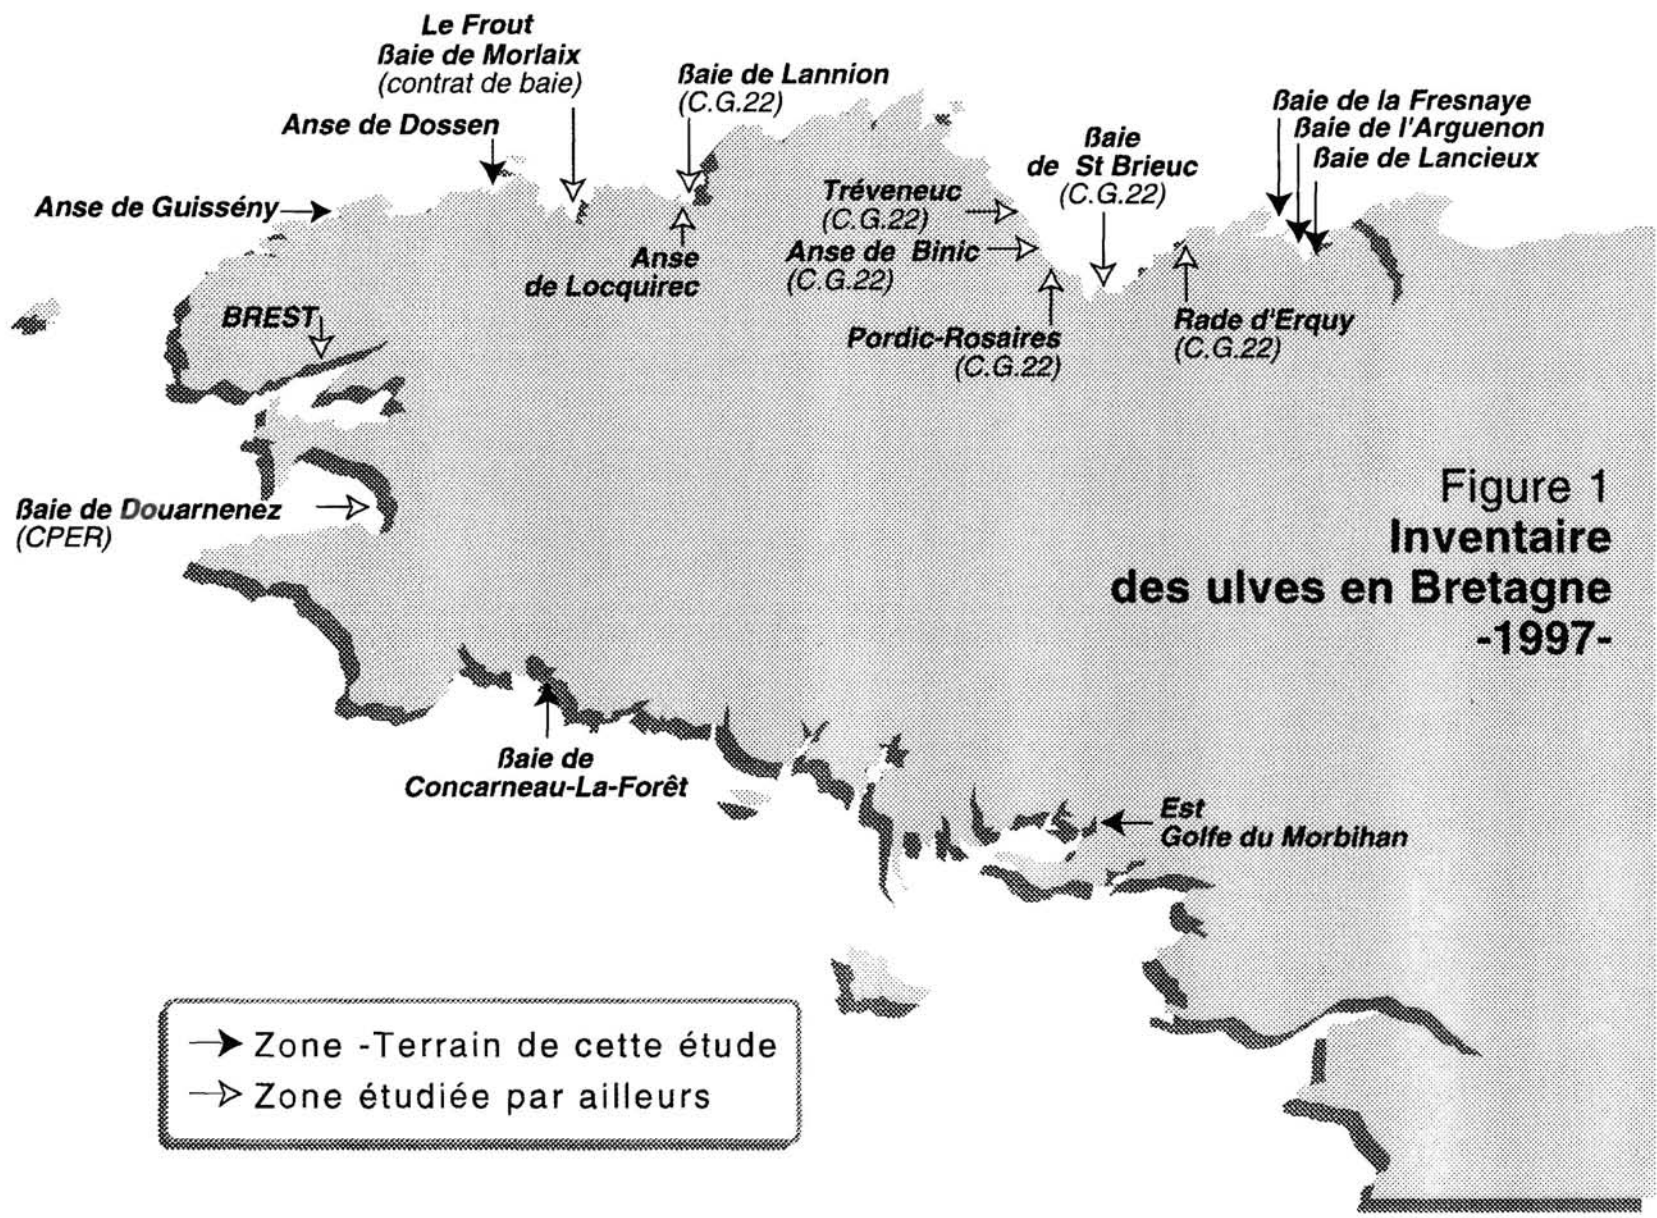 Le Frout
Baie de Morlaix
(contrat de baie)
Baie de Lannion
(C.G.22)
Anse de Dossen
Baie de la Fresnaye
Baie de l'Arguenon
Baie de Lancieux
Baie
de St Brieuc
(C.G.22)
Anse de Guissény
Tréveneuc
(C.G.22)
Anse de Binic
(C.G.22)
Anse
de Locquirec
BREST
Pordic-Rosaires
(C.G.22)
Rade d'Erquy
(C.G.22)
Baie de Douarnenez
(CPER)
Figure 1
Inventaire
des ulves en Bretagne
-1997-
Baie de
Concarneau-La-Forêt
Est
Golfe du Morbihan
Zone -Terrain de cette étude
Zone étudiée par ailleurs